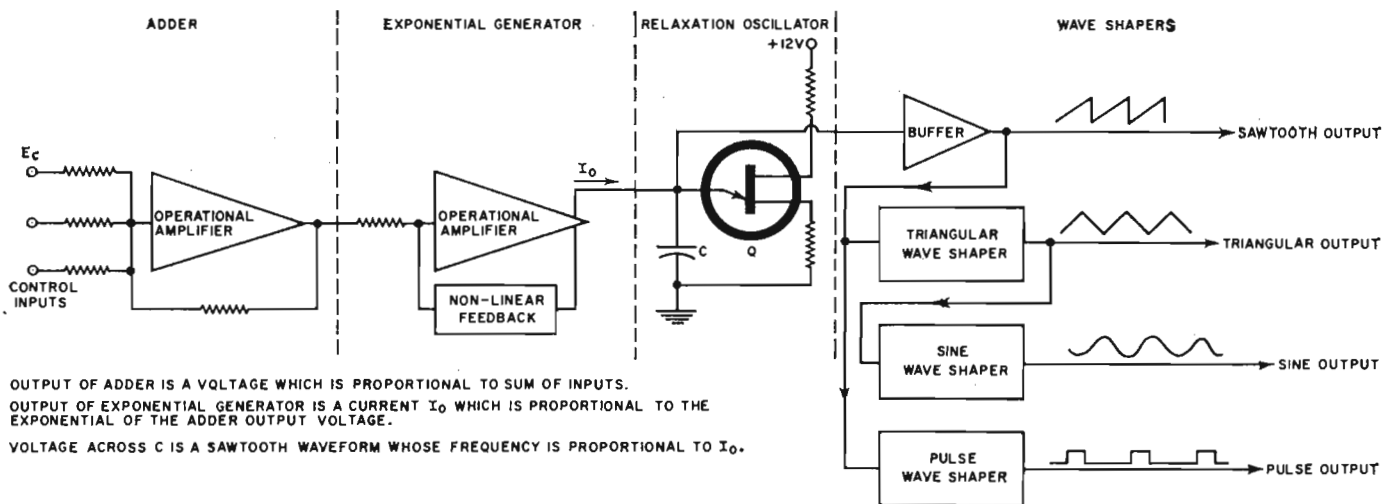 ADDER
EXPONENTIAL GENERATOR
RELAXATION OSCILLATOR
WAVE SHAPERS
+12V
BUFFER
SAWTOOTH OUTPUT
Ec
OPERATIONAL
AMPLIFIER
CONTROL
INPUTS
Io
OPERATIONAL
AMPLIFIER
NON-LINEAR
FEEDBACK
C
Q
TRIANGULAR
WAVE SHAPER
TRIANGULAR OUTPUT
SINE
WAVE SHAPER
SINE OUTPUT
PULSE
WAVE SHAPER
PULSE OUTPUT
OUTPUT OF ADDER IS A VOLTAGE WHICH IS PROPORTIONAL TO SUM OF INPUTS.
OUTPUT OF EXPONENTIAL GENERATOR IS A CURRENT Io WHICH IS PROPORTIONAL TO THE
EXPONENTIAL OF THE ADDER OUTPUT VOLTAGE.
VOLTAGE ACROSS C IS A SAWTOOTH WAVEFORM WHOSE FREQUENCY IS PROPORTIONAL TO Io.